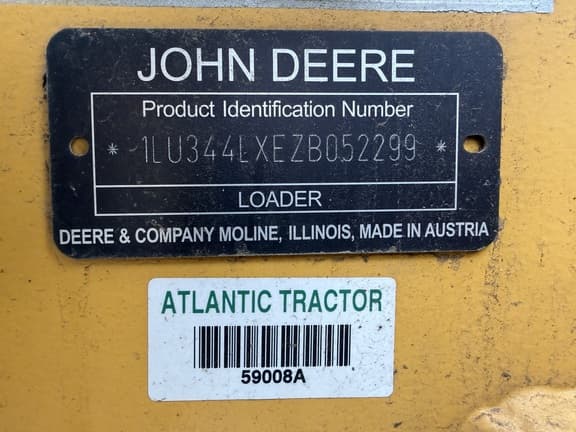 JOHN DEERE
Product Identification Number
* 1LU344LXEZB052299 *
LOADER
DEERE & COMPANY MOLINE, ILLINOIS, MADE IN AUSTRIA
ATLANTIC TRACTOR
59008A